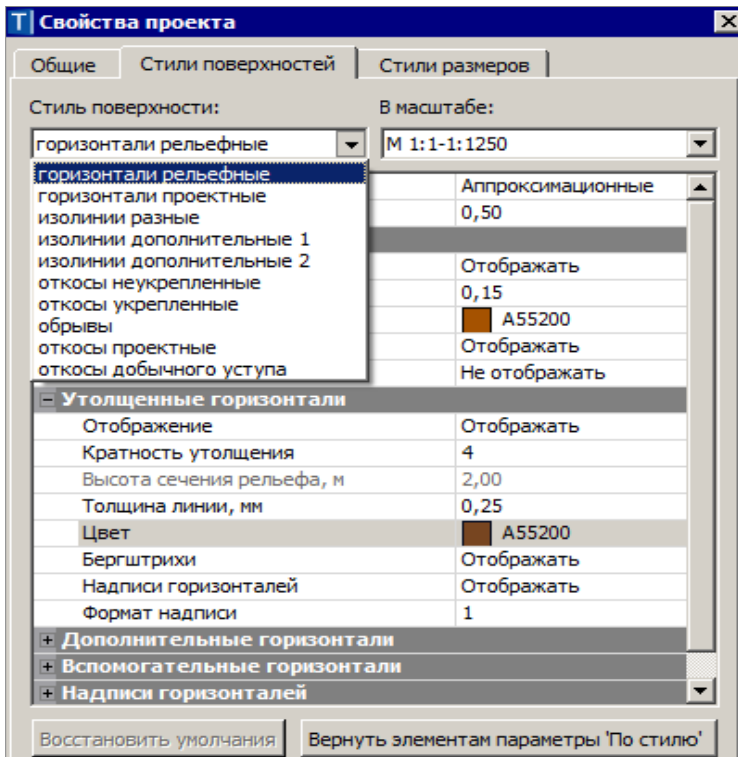 T Свойства проекта
Общие Стили поверхностей Стили размеров
Стиль поверхности: В масштабе:
горизонтали рельефные М 1:1-1:1250
горизонтали рельефные
горизонтали проектные
изолинии разные
изолинии дополнительные 1
изолинии дополнительные 2
откосы неукрепленные
откосы укрепленные
обрывы
откосы проектные
откосы добычного уступа
Аппроксимационные
0,50
Отображать
0,15
A55200
Отображать
Не отображать
Утолщенные горизонтали
Отображение Отображать
Кратность утолщения 4
Высота сечения рельефа, м 2,00
Толщина линии, мм 0,25
Цвет A55200
Бергштрихи Отображать
Надписи горизонталей Отображать
Формат надписи 1
Дополнительные горизонтали
Вспомогательные горизонтали
Надписи горизонталей
Восстановить умолчания Вернуть элементам параметры 'По стилю'